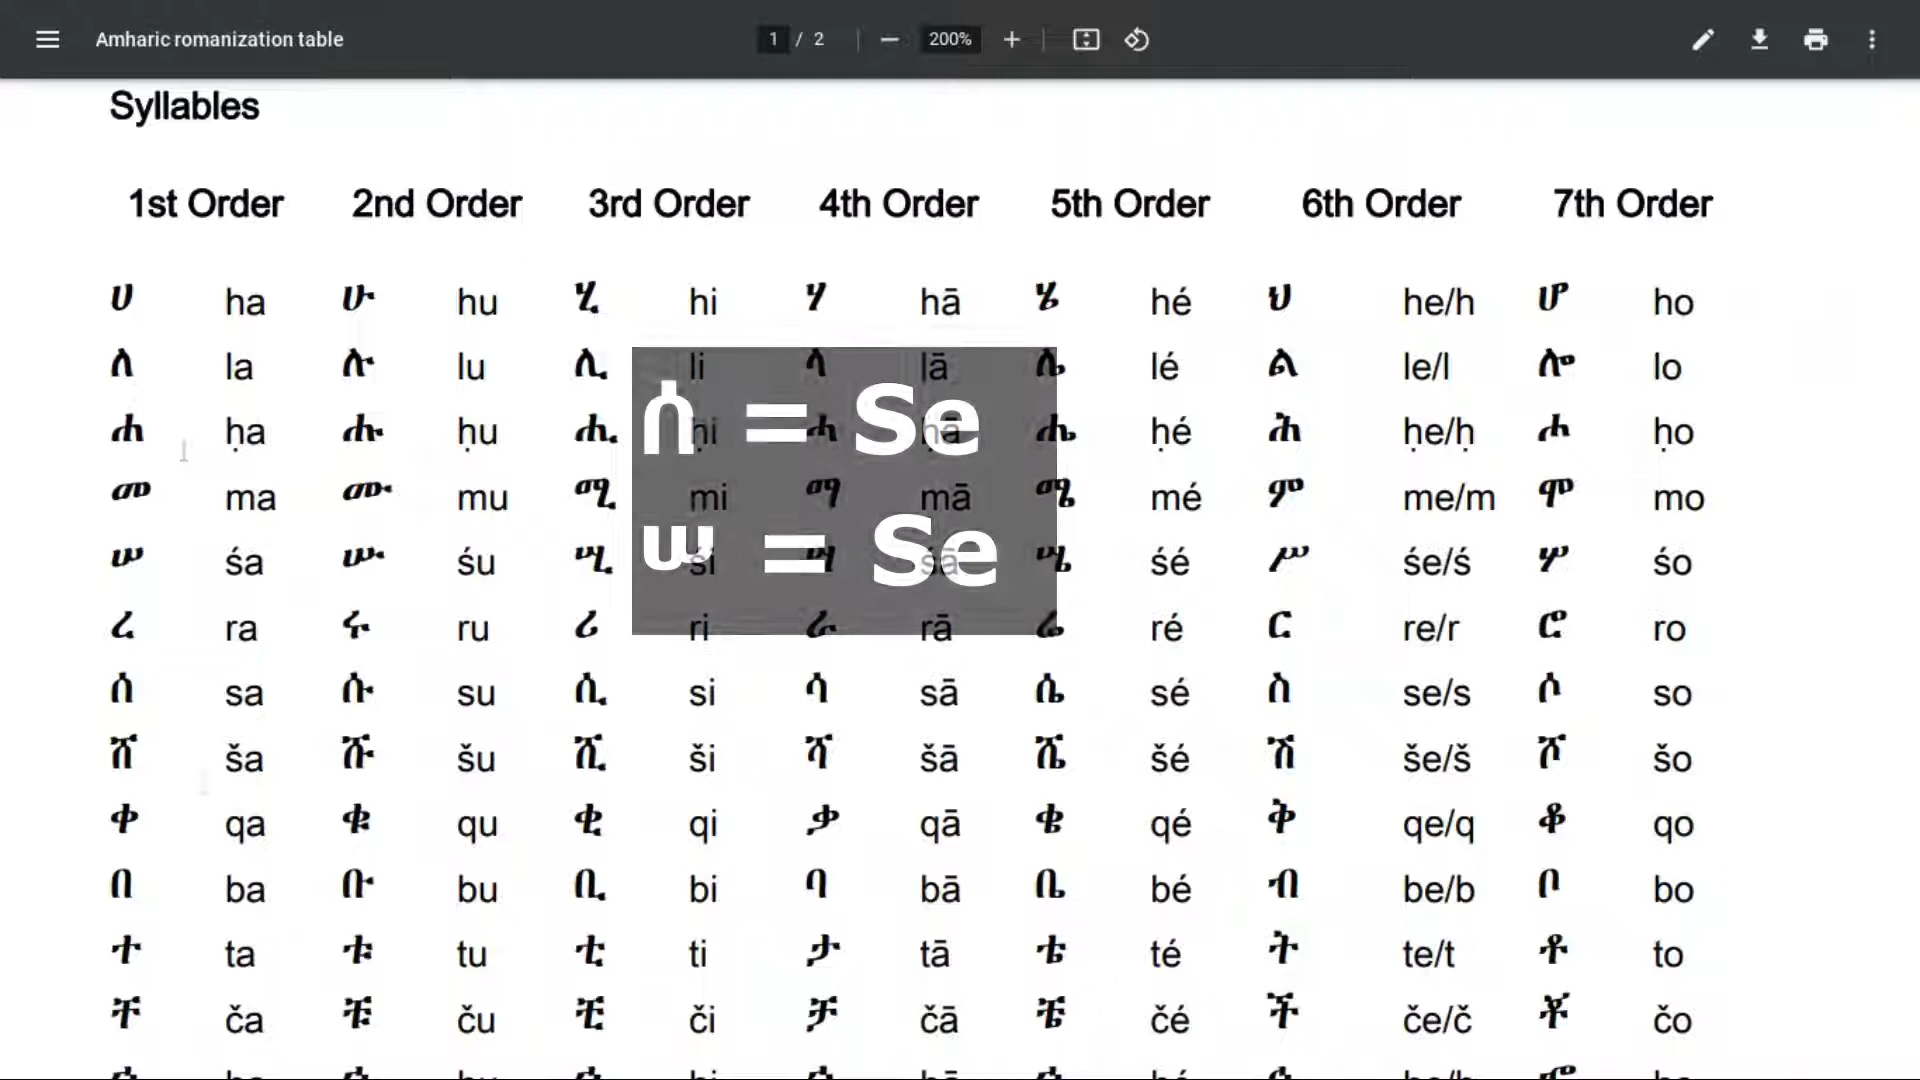 Amharic romanization table
1 / 2
200%
Syllables
1st Order 2nd Order 3rd Order 4th Order 5th Order 6th Order 7th Order
ሀ ha ሁ hu ሂ hi ሃ hā ሄ hé ህ he/h ሆ ho
ለ la ሉ lu ሊ li ላ lā ሌ lé ል le/l ሎ lo
ሐ ḥa ሑ ḥu ሒ ḥi ሓ ḥā ሔ ḥé ሕ ḥe/ḥ ሖ ḥo
መ ma ሙ mu ሚ mi ማ mā ሜ mé ም me/m ሞ mo
ሠ śa ሡ śu ሢ śi ሣ śā ሤ śé ሥ śe/ś ሦ śo
ረ ra ሩ ru ሪ ri ራ rā ሬ ré ር re/r ሮ ro
ሰ sa ሱ su ሲ si ሳ sā ሴ sé ስ se/s ሶ so
ሸ ša ሹ šu ሺ ši ሻ šā ሼ šé ሽ še/š ሾ šo
ቀ qa ቁ qu ቂ qi ቃ qā ቄ qé ቅ qe/q ቆ qo
በ ba ቡ bu ቢ bi ባ bā ቤ bé ብ be/b ቦ bo
ተ ta ቱ tu ቲ ti ታ tā ቴ té ት te/t ቶ to
ቸ ča ቹ ču ቺ či ቻ čā ቼ čé ች če/č ቾ čo
ሰ = Se
ሠ = Se